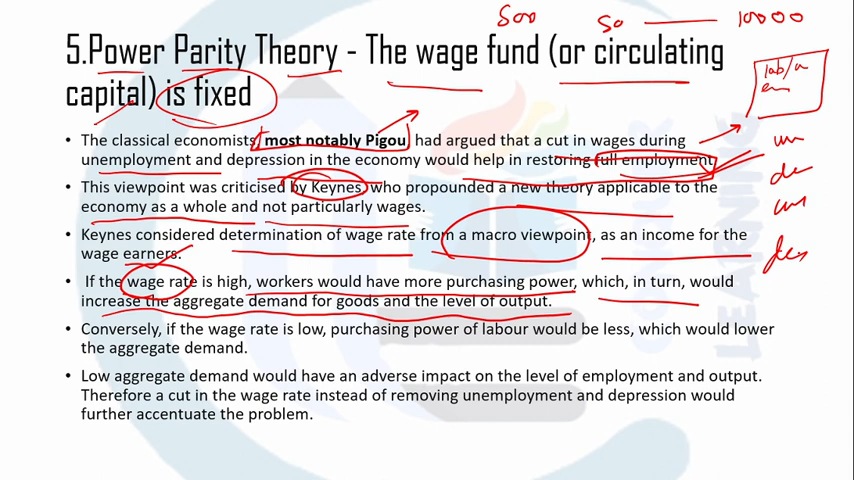 500 50 10000
5.Power Parity Theory - The wage fund (or circulating
capital) is fixed
• The classical economists, most notably Pigou, had argued that a cut in wages during
unemployment and depression in the economy would help in restoring full employment.
• This viewpoint was criticised by Keynes, who propounded a new theory applicable to the
economy as a whole and not particularly wages.
• Keynes considered determination of wage rate from a macro viewpoint, as an income for the
wage earners.
• If the wage rate is high, workers would have more purchasing power, which, in turn, would
increase the aggregate demand for goods and the level of output.
• Conversely, if the wage rate is low, purchasing power of labour would be less, which would lower
the aggregate demand.
• Low aggregate demand would have an adverse impact on the level of employment and output.
Therefore a cut in the wage rate instead of removing unemployment and depression would
further accentuate the problem.
LEARNING